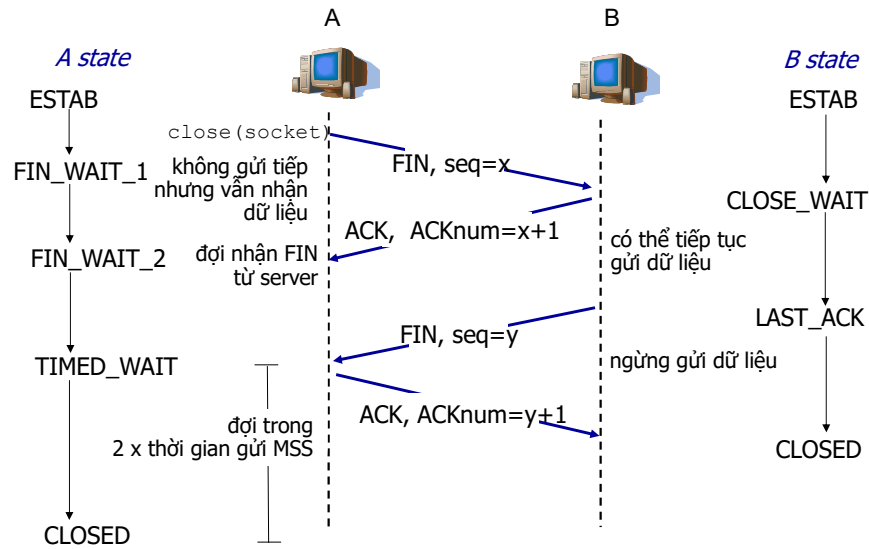 A
B
A state
B state
ESTAB
ESTAB
close(socket)
FIN, seq=x
FIN_WAIT_1
không gửi tiếp
nhưng vẫn nhận
dữ liệu
CLOSE_WAIT
ACK, ACKnum=x+1
có thể tiếp tục
gửi dữ liệu
FIN_WAIT_2
đợi nhận FIN
từ server
LAST_ACK
FIN, seq=y
ngừng gửi dữ liệu
TIMED_WAIT
ACK, ACKnum=y+1
đợi trong
2 x thời gian gửi MSS
CLOSED
CLOSED